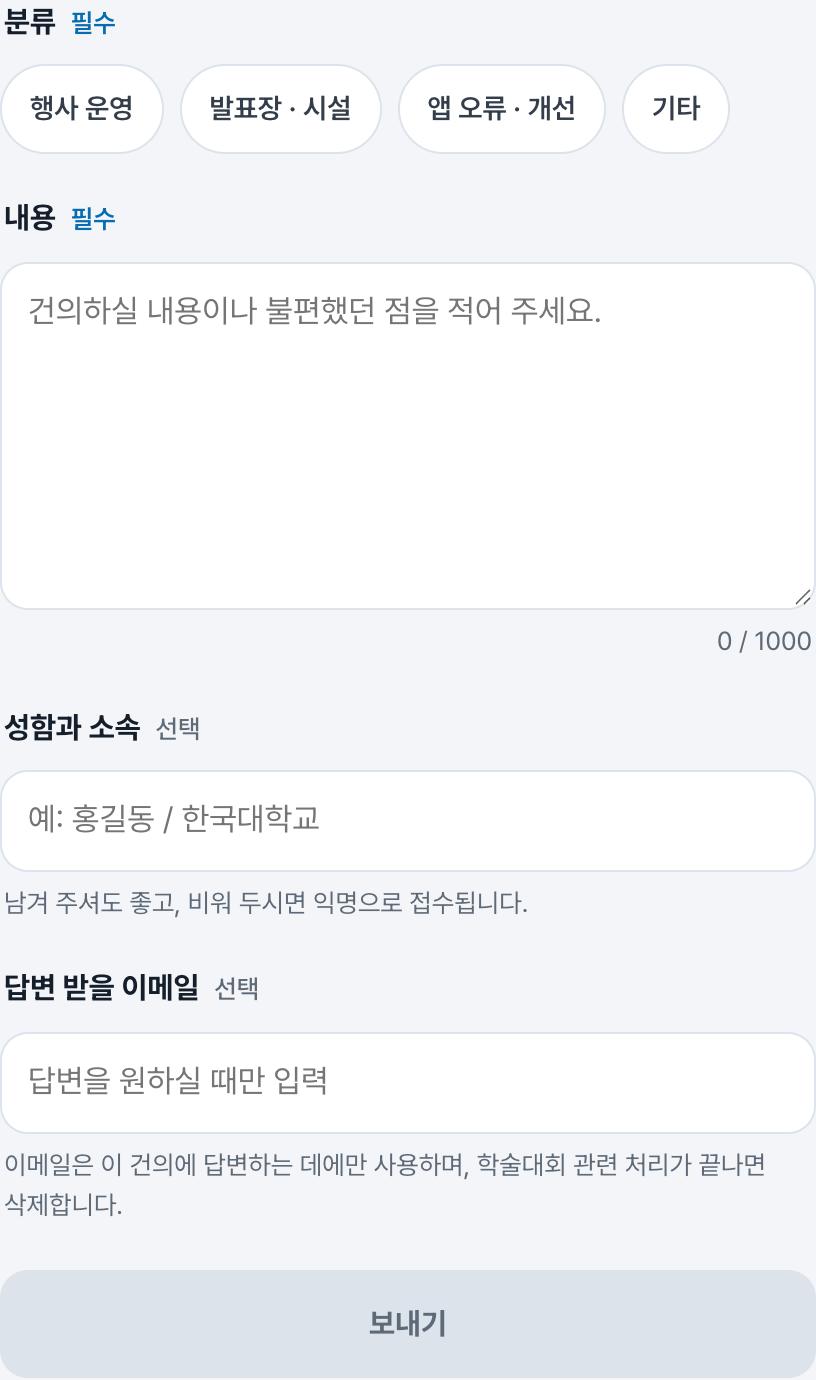 분류 필수
행사 운영 발표장 · 시설 앱 오류 · 개선 기타
내용 필수
건의하실 내용이나 불편했던 점을 적어 주세요.
0 / 1000
성함과 소속 선택
예: 홍길동 / 한국대학교
남겨 주셔도 좋고, 비워 두시면 익명으로 접수됩니다.
답변 받을 이메일 선택
답변을 원하실 때만 입력
이메일은 이 건의에 답변하는 데에만 사용하며, 학술대회 관련 처리가 끝나면
삭제합니다.
보내기